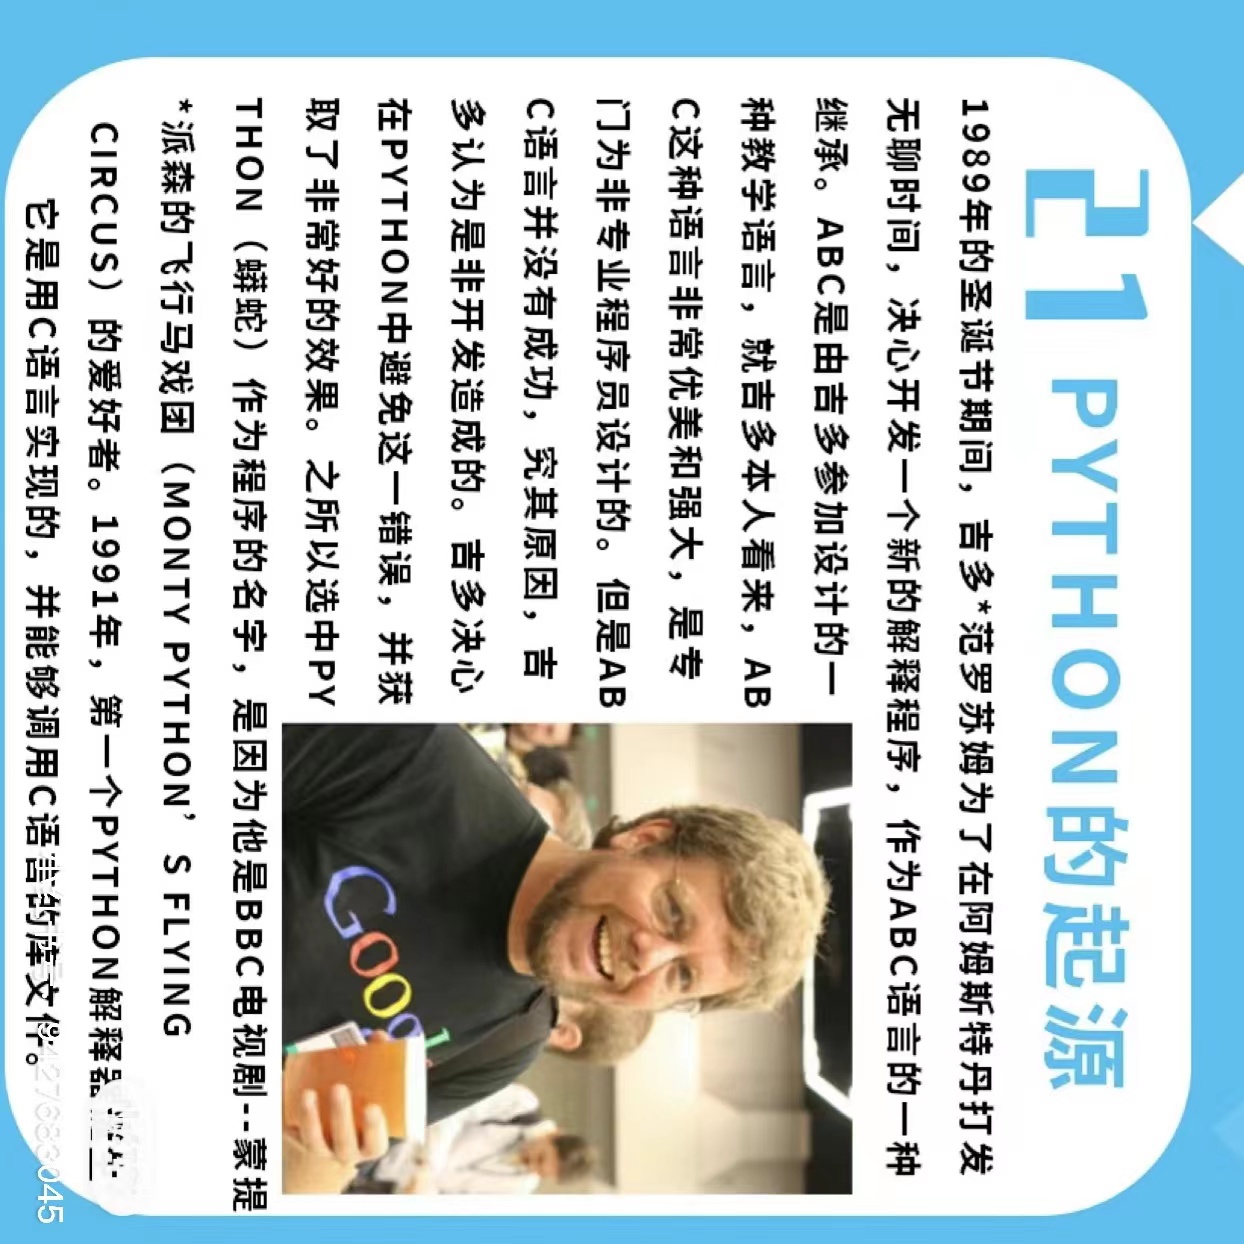 21 PYTHON的起源
1989年的圣诞节期间，吉多*范罗苏姆为了在阿姆斯特丹打发
无聊时间，决心开发一个新的解释程序，作为ABC语言的一种
继承。ABC是由吉多参加设计的一
种教学语言，就吉多本人看来，AB
C这种语言非常优美和强大，是专
门为非专业程序员设计的。但是AB
C语言并没有成功，究其原因，吉
多认为是非开发造成的。吉多决心
在PYTHON中避免这一错误，并获
取了非常好的效果。之所以选中PY
THON（蟒蛇）作为程序的名字，是因为他是BBC电视剧--蒙提
*派森的飞行马戏团（MONTY PYTHON’S FLYING
CIRCUS）的爱好者。1991年，第一个PYTHON解释器
它是用C语言实现的，并能够调用C语言的库文件。
Google